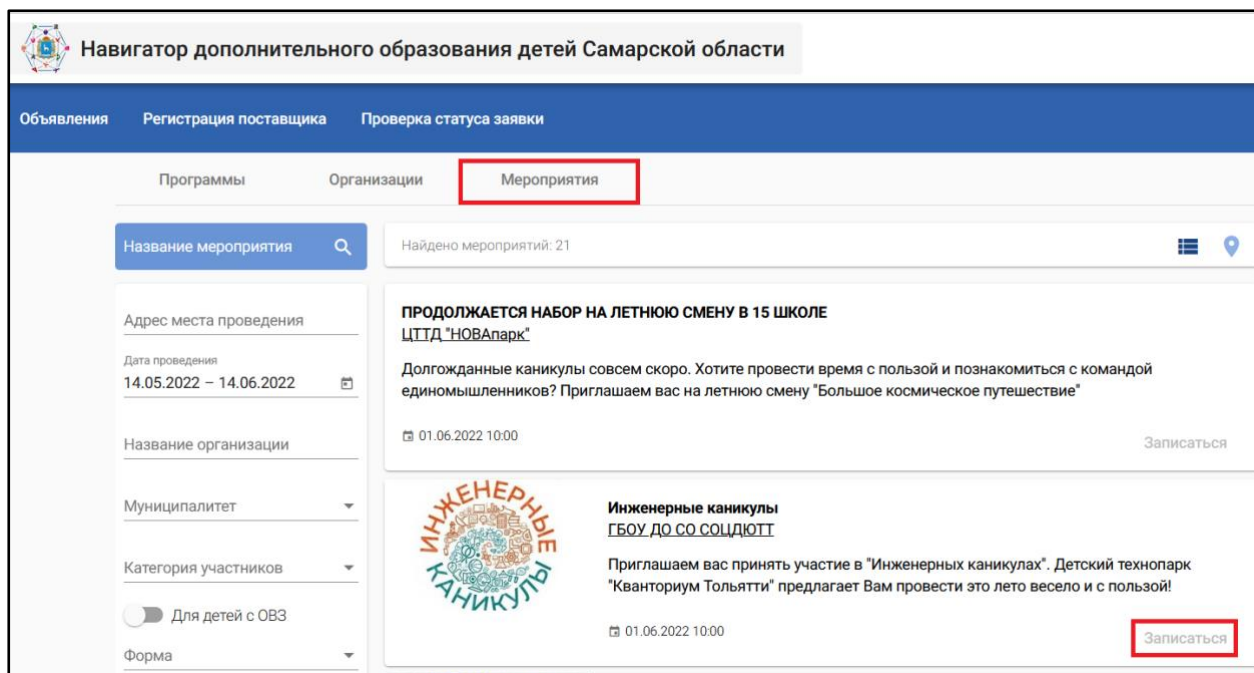 Навигатор дополнительного образования детей Самарской области
Объявления Регистрация поставщика Проверка статуса заявки
Программы Организации Мероприятия
Название мероприятия
Найдено мероприятий: 21
Адрес места проведения
Дата проведения
14.05.2022 – 14.06.2022
Название организации
Муниципалитет
Категория участников
Для детей с ОВЗ
Форма
ПРОДОЛЖАЕТСЯ НАБОР НА ЛЕТНЮЮ СМЕНУ В 15 ШКОЛЕ
ЦТТД "НОВАпарк"
Долгожданные каникулы совсем скоро. Хотите провести время с пользой и познакомиться с командой
единомышленников? Приглашаем вас на летнюю смену "Большое космическое путешествие"
01.06.2022 10:00
Записаться
ИНЖЕНЕРНЫЕ
КАНИКУЛЫ
Инженерные каникулы
ГБОУ ДО СО СОЦДЮТТ
Приглашаем вас принять участие в "Инженерных каникулах". Детский технопарк
"Кванториум Тольятти" предлагает Вам провести это лето весело и с пользой!
01.06.2022 10:00
Записаться